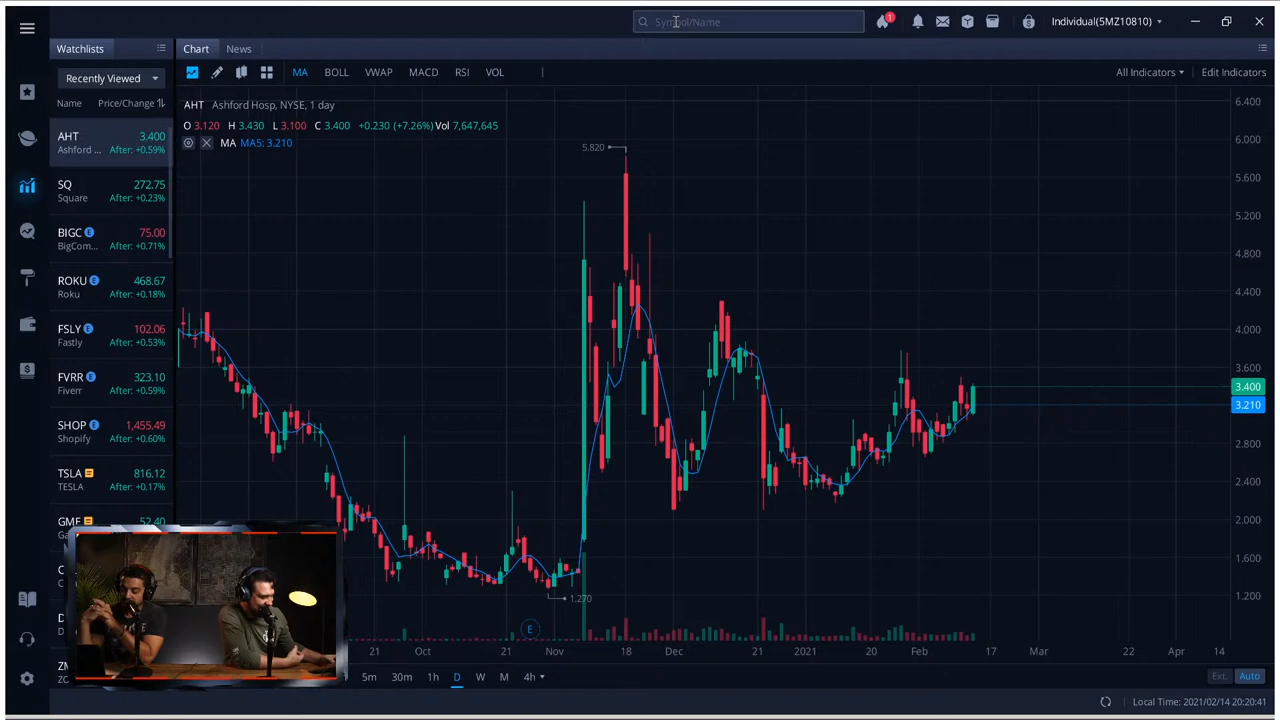 Symbol/Name
1
Individual(5MZ10810)
Watchlists
Chart
News
Recently Viewed
MA
BOLL
VWAP
MACD
RSI
VOL
All Indicators
Edit Indicators
Name
Price/Change
AHT
3.400
Ashford ...
After: +0.59%
SQ
272.75
Square
After: +0.23%
BIGC E
75.00
BigCom...
After: +0.71%
ROKU E
468.67
Roku
After: +0.18%
FSLY E
102.06
Fastly
After: +0.53%
FVRR E
323.10
Fiverr
After: +0.59%
SHOP E
1,455.49
Shopify
After: +0.60%
TSLA
816.12
TESLA
After: +0.17%
GME
52.40
AHT Ashford Hosp, NYSE, 1 day
O 3.120 H 3.430 L 3.100 C 3.400 +0.230 (+7.26%) Vol 7,647,645
MA MA5: 3.210
5.820
1.270
E
6.400
6.000
5.600
5.200
4.800
4.400
4.000
3.600
3.400
3.210
2.800
2.400
2.000
1.600
1.200
21 Oct 21 Nov 18 Dec 21 2021 20 Feb 17 Mar 22 Apr 14
5m 30m 1h D W M 4h
Ext. Auto
Local Time: 2021/02/14 20:20:41